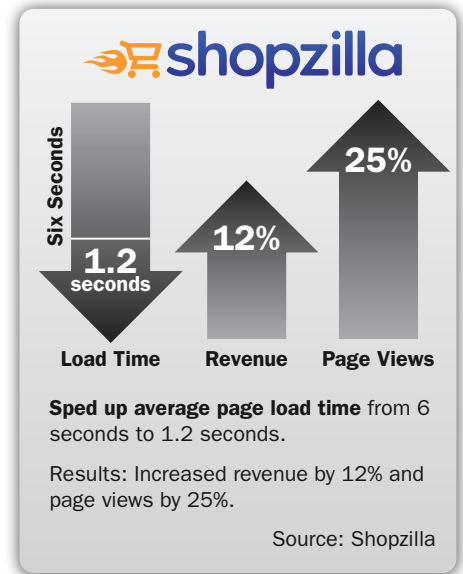 shopzilla
Six Seconds
1.2
seconds
12%
25%
Load Time
Revenue
Page Views
Sped up average page load time from 6
seconds to 1.2 seconds.
Results: Increased revenue by 12% and
page views by 25%.
Source: Shopzilla